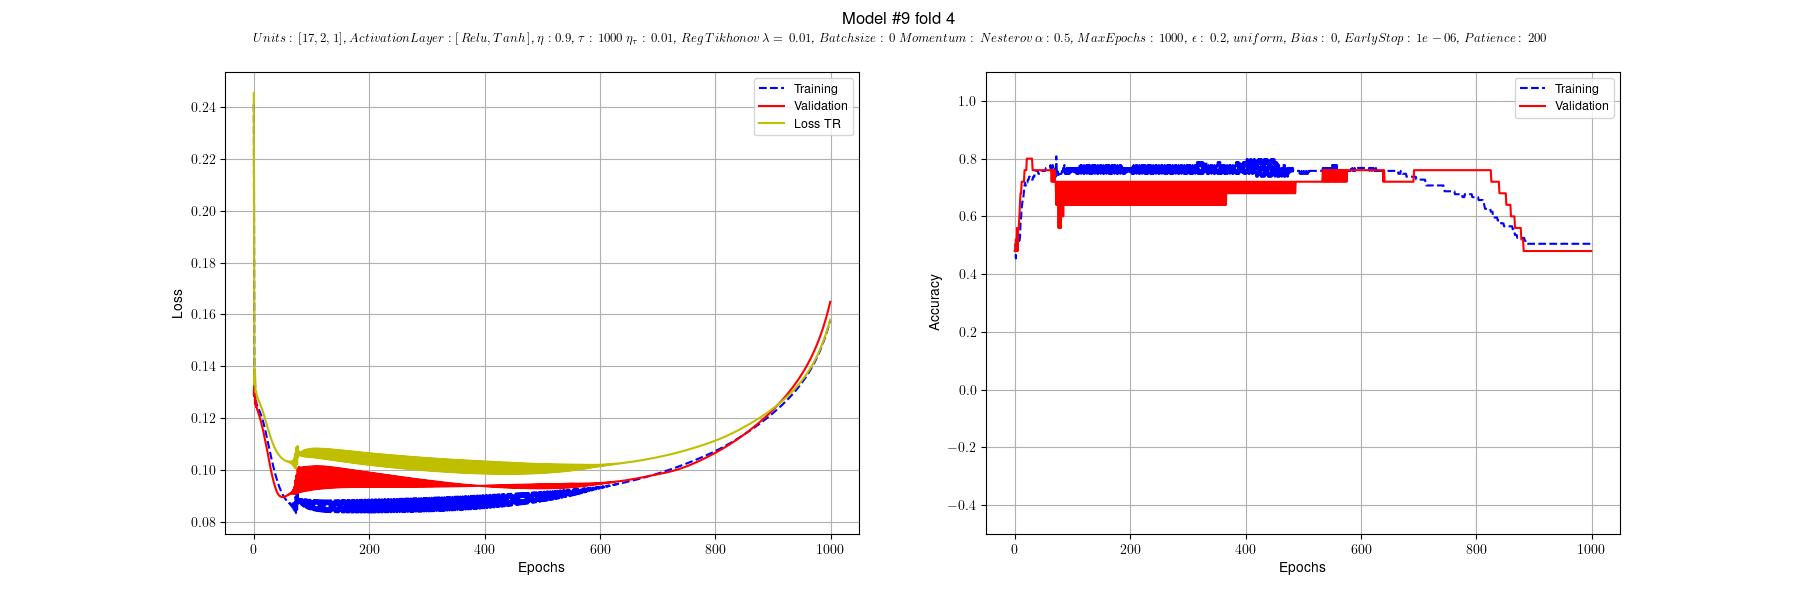 Model #9 fold 4
Units : [17, 2, 1], ActivationLayer : [ Relu, Tanh ], η : 0.9, τ : 1000 η_τ : 0.01, RegTikhonov λ = 0.01, Batchsize : 0 Momentum : Nesterov α : 0.5, MaxEpochs : 1000, ϵ : 0.2, uniform, Bias : 0, EarlyStop : 1e − 06, Patience : 200
Training
Validation
Loss TR
0.24
0.22
0.20
0.18
0.16
0.14
0.12
0.10
0.08
Loss
0 200 400 600 800 1000
Epochs
Training
Validation
1.0
0.8
0.6
0.4
0.2
0.0
−0.2
−0.4
Accuracy
0 200 400 600 800 1000
Epochs